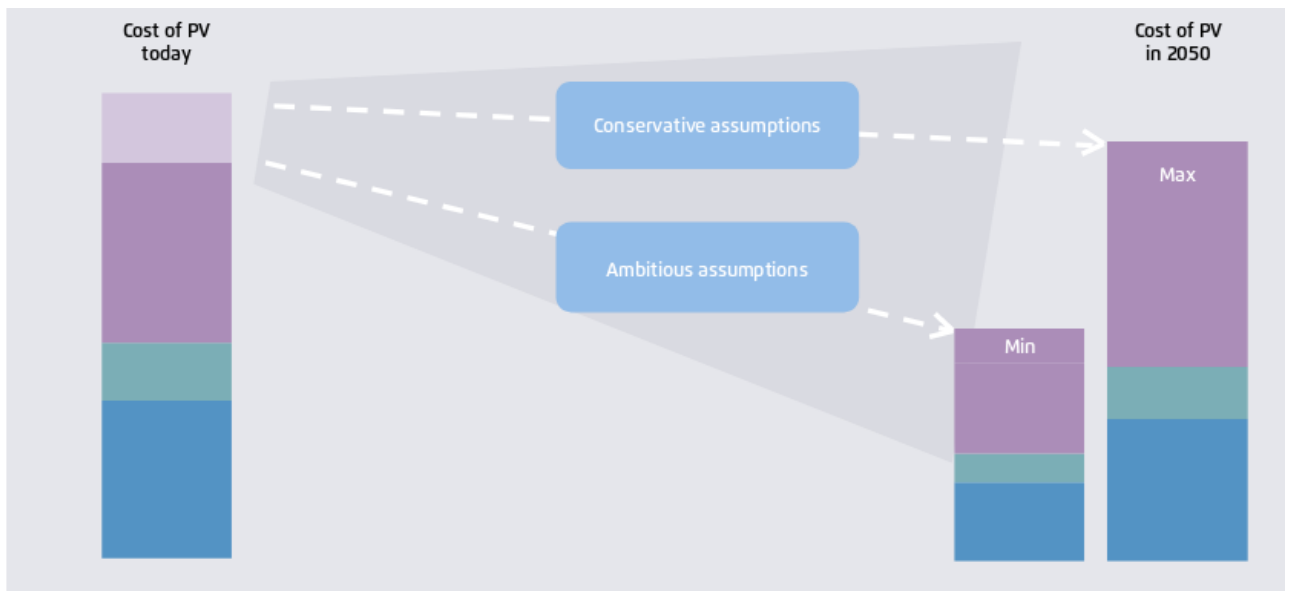 Cost of PV
today
Cost of PV
in 2050
Conservative assumptions
Max
Ambitious assumptions
Min